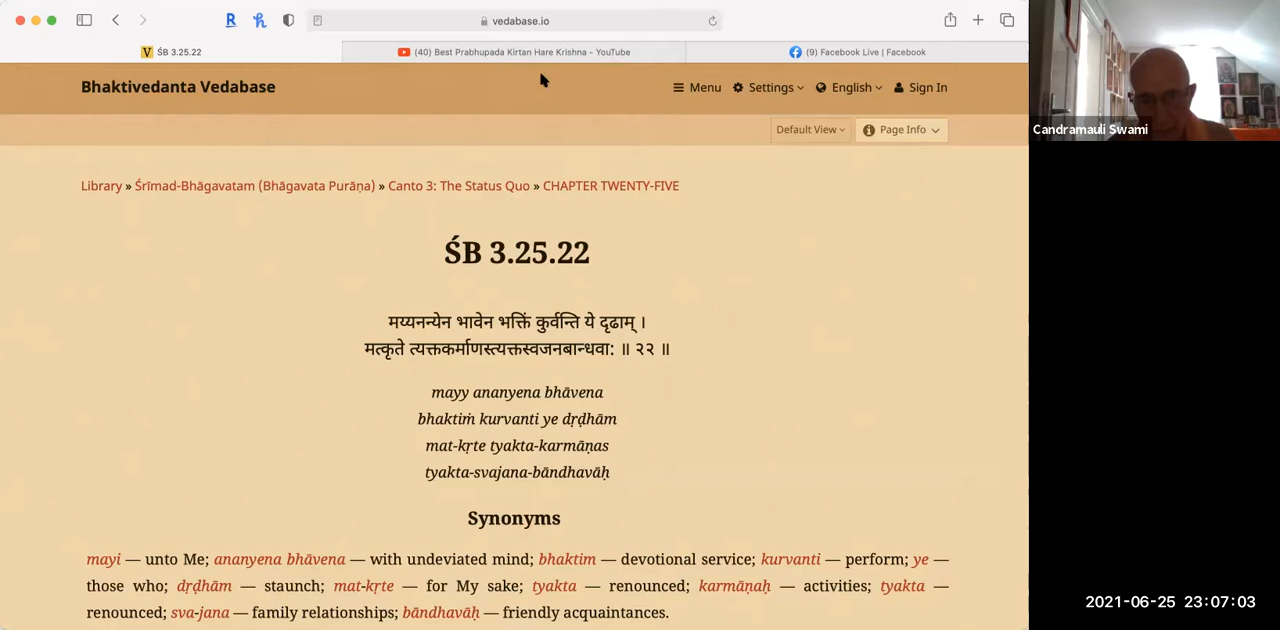 vedabase.io
ŚB 3.25.22
(40) Best Prabhupada Kirtan Hare Krishna - YouTube
(9) Facebook Live | Facebook
Bhaktivedanta Vedabase
Menu Settings English Sign In
Default View Page Info
Library » Śrīmad-Bhāgavatam (Bhāgavata Purāṇa) » Canto 3: The Status Quo » CHAPTER TWENTY-FIVE
ŚB 3.25.22
मय्यनन्येन भावेन भक्तिं कुर्वन्ति ये दृढाम् ।
मत्कृते त्यक्तकर्माणस्त्यक्तस्वजनबान्धवा: ॥ २२ ॥
mayy ananyena bhāvena
bhaktiṁ kurvanti ye dṛḍhām
mat-kṛte tyakta-karmāṇas
tyakta-svajana-bāndhavāḥ
Synonyms
mayi — unto Me; ananyena bhāvena — with undeviated mind; bhaktim — devotional service; kurvanti — perform; ye —
those who; dṛḍhām — staunch; mat-kṛte — for My sake; tyakta — renounced; karmāṇaḥ — activities; tyakta —
renounced; sva-jana — family relationships; bāndhavāḥ — friendly acquaintances.
Candramauli Swami
2021-06-25 23:07:03